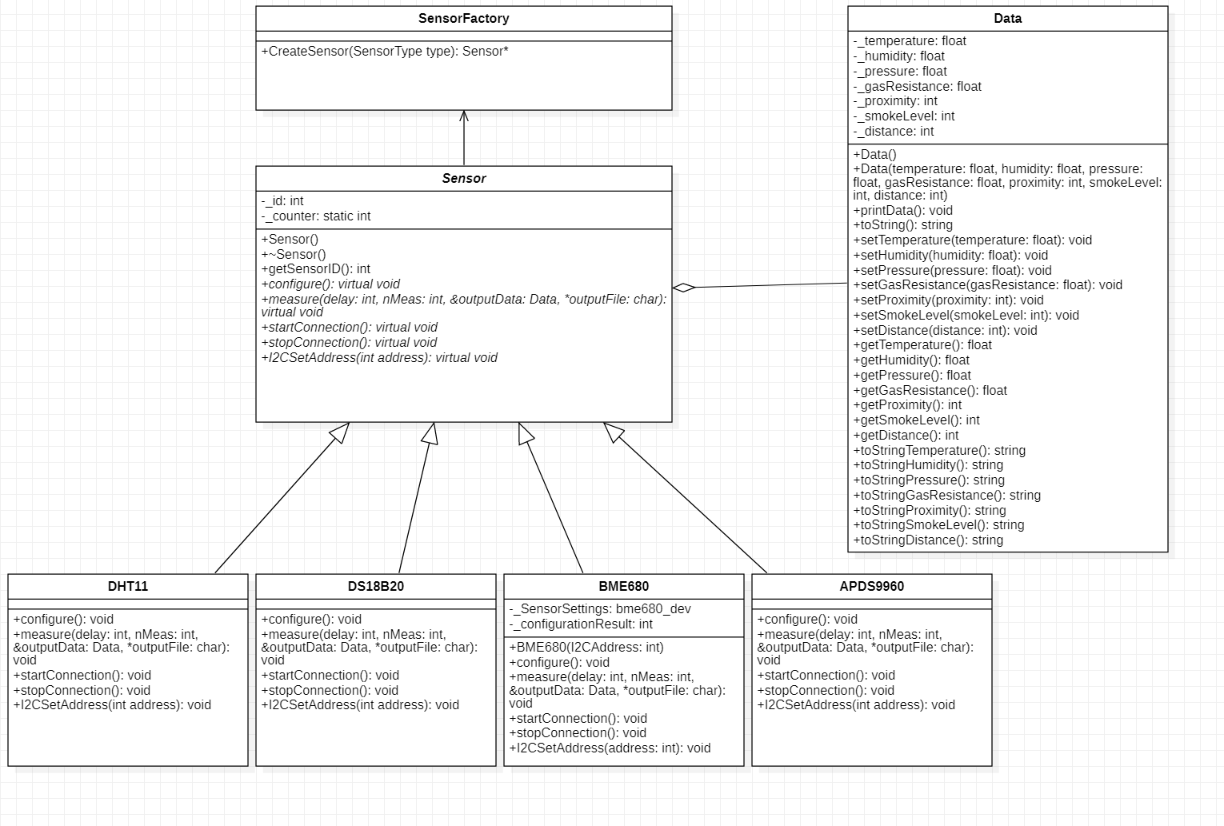 SensorFactory
+CreateSensor(SensorType type): Sensor*
Data
-_temperature: float
-_humidity: float
-_pressure: float
-_gasResistance: float
-_proximity: int
-_smokeLevel: int
-_distance: int
+Data()
+Data(temperature: float, humidity: float, pressure:
float, gasResistance: float, proximity: int, smokeLevel:
int, distance: int)
+printData(): void
+toString(): string
+setTemperature(temperature: float): void
+setHumidity(humidity: float): void
+setPressure(pressure: float): void
+setGasResistance(gasResistance: float): void
+setProximity(proximity: int): void
+setSmokeLevel(smokeLevel: int): void
+setDistance(distance: int): void
+getTemperature(): float
+getHumidity(): float
+getPressure(): float
+getGasResistance(): float
+getProximity(): int
+getSmokeLevel(): int
+getDistance(): int
+toStringTemperature(): string
+toStringHumidity(): string
+toStringPressure(): string
+toStringGasResistance(): string
+toStringProximity(): string
+toStringSmokeLevel(): string
+toStringDistance(): string
Sensor
-_id: int
-_counter: static int
+Sensor()
+~Sensor()
+getSensorID(): int
+configure(): virtual void
+measure(delay: int, nMeas: int, &outputData: Data, *outputFile: char):
virtual void
+startConnection(): virtual void
+stopConnection(): virtual void
+I2CSetAddress(int address): virtual void
DHT11
+configure(): void
+measure(delay: int, nMeas: int,
&outputData: Data, *outputFile: char):
void
+startConnection(): void
+stopConnection(): void
+I2CSetAddress(int address): void
DS18B20
+configure(): void
+measure(delay: int, nMeas: int,
&outputData: Data, *outputFile: char):
void
+startConnection(): void
+stopConnection(): void
+I2CSetAddress(int address): void
BME680
-_SensorSettings: bme680_dev
-_configurationResult: int
+BME680(I2CAddress: int)
+configure(): void
+measure(delay: int, nMeas: int,
&outputData: Data, *outputFile: char):
void
+startConnection(): void
+stopConnection(): void
+I2CSetAddress(address: int): void
APDS9960
+configure(): void
+measure(delay: int, nMeas: int,
&outputData: Data, *outputFile: char):
void
+startConnection(): void
+stopConnection(): void
+I2CSetAddress(int address): void